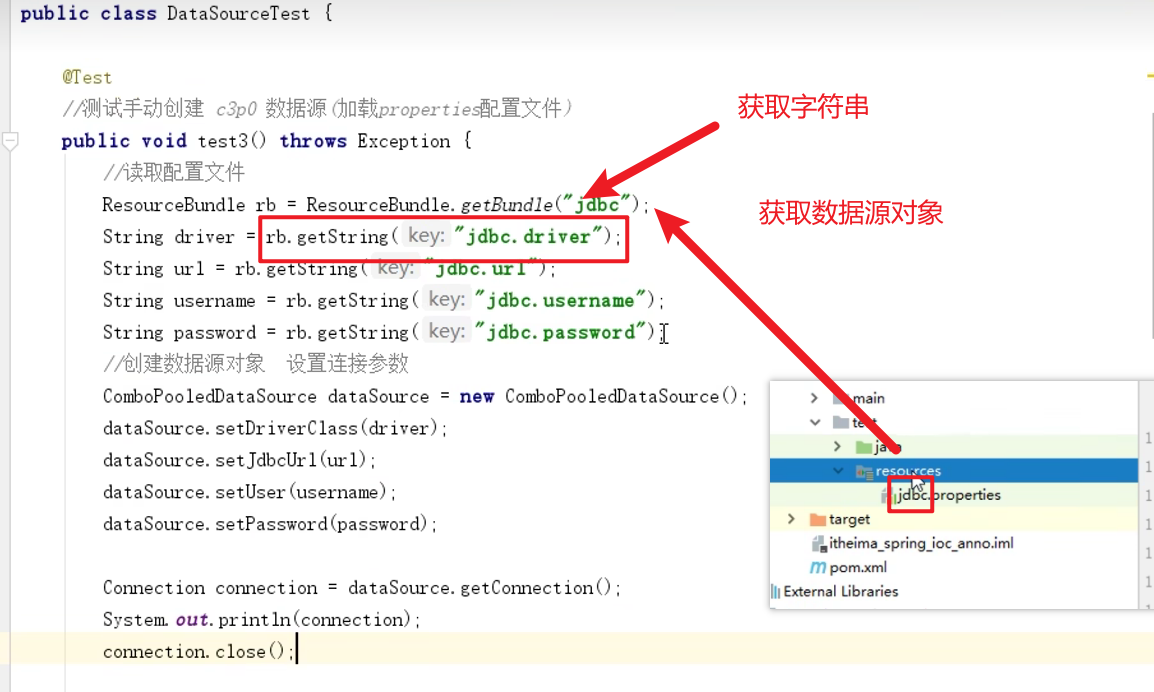 public class DataSourceTest {
@Test
//测试手动创建 c3p0 数据源(加载properties配置文件)
获取字符串
public void test3() throws Exception {
//读取配置文件
ResourceBundle rb = ResourceBundle.getBundle("jdbc");
获取数据源对象
String driver = rb.getString( key: "jdbc.driver");
String url = rb.getString( key: "jdbc.url");
String username = rb.getString( key: "jdbc.username");
String password = rb.getString( key: "jdbc.password")
//创建数据源对象 设置连接参数
ComboPooledDataSource dataSource = new ComboPooledDataSource();
dataSource.setDriverClass(driver);
dataSource.setJdbcUrl(url);
dataSource.setUser(username);
dataSource.setPassword(password);
Connection connection = dataSource.getConnection();
System.out.println(connection);
connection.close();
main
test
java
resources
jdbc.properties
target
itheima_spring_ioc_anno.iml
pom.xml
External Libraries